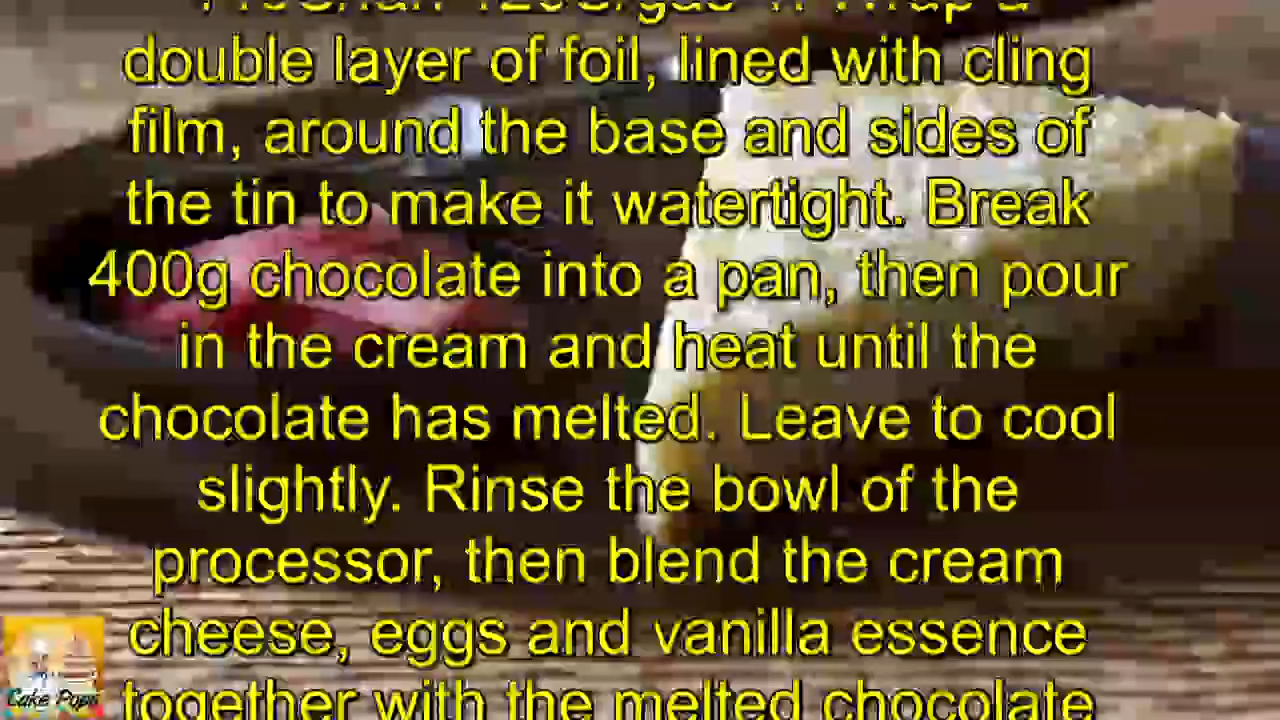 double layer of foil, lined with cling
film, around the base and sides of
the tin to make it watertight. Break
400g chocolate into a pan, then pour
in the cream and heat until the
chocolate has melted. Leave to cool
slightly. Rinse the bowl of the
processor, then blend the cream
cheese, eggs and vanilla essence
together with the melted chocolate
Cake Pops